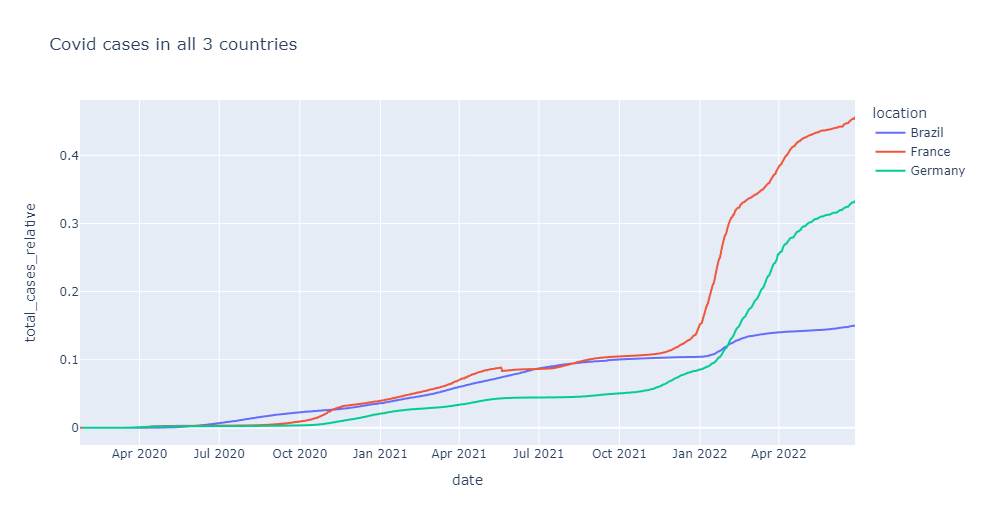 Covid cases in all 3 countries
location
Brazil
France
Germany
total_cases_relative
0.4
0.3
0.2
0.1
0
Apr 2020 Jul 2020 Oct 2020 Jan 2021 Apr 2021 Jul 2021 Oct 2021 Jan 2022 Apr 2022
date